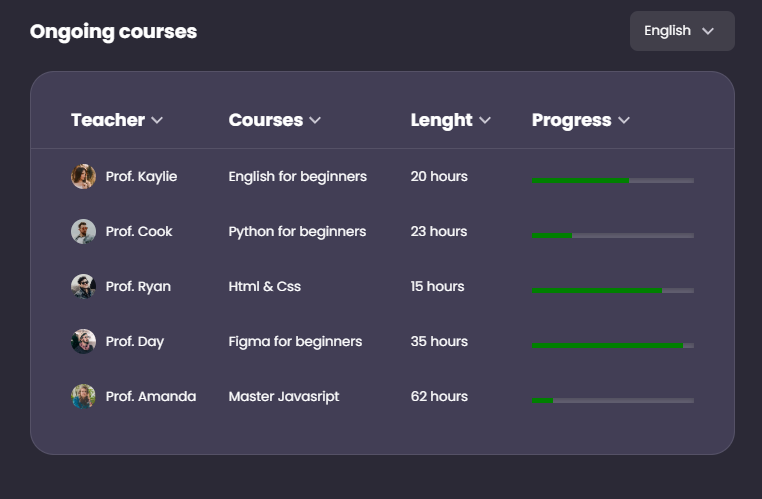 Ongoing courses
English
Teacher Courses Lenght Progress
Prof. Kaylie English for beginners 20 hours
Prof. Cook Python for beginners 23 hours
Prof. Ryan Html & Css 15 hours
Prof. Day Figma for beginners 35 hours
Prof. Amanda Master Javasript 62 hours